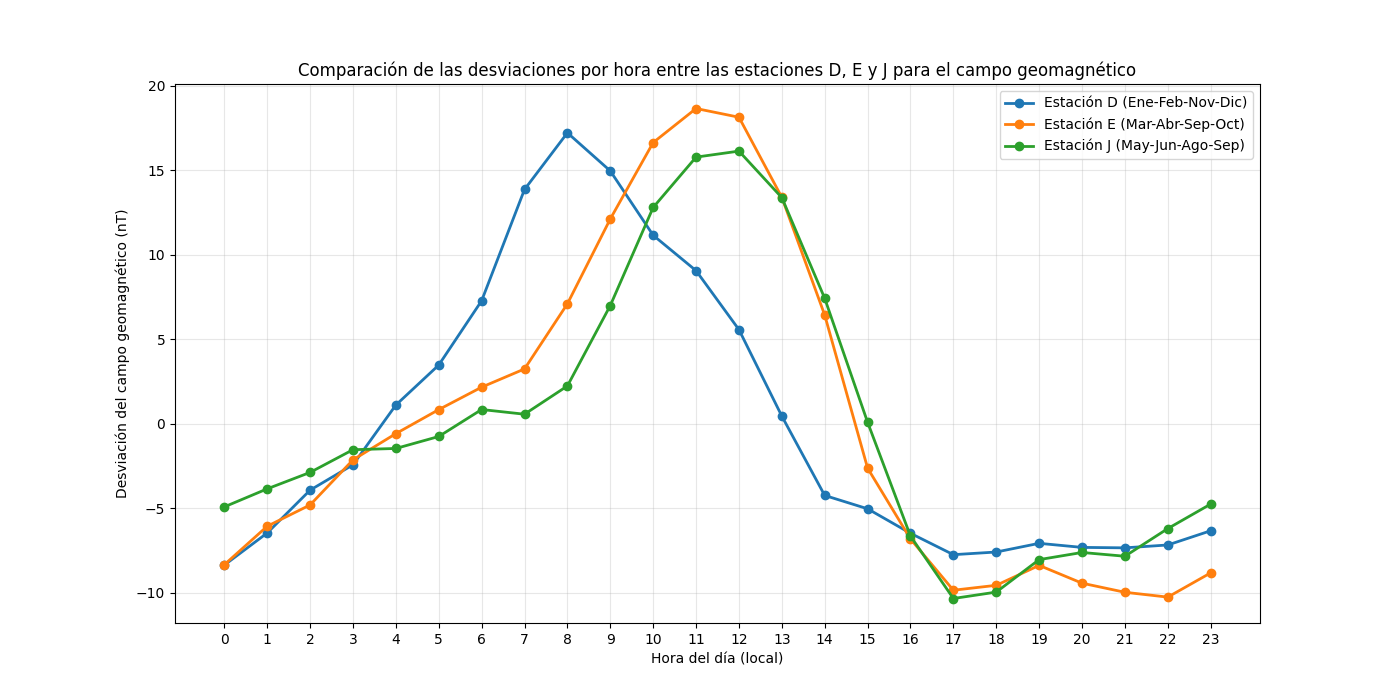 Comparación de las desviaciones por hora entre las estaciones D, E y J para el campo geomagnético
Estación D (Ene-Feb-Nov-Dic)
Estación E (Mar-Abr-Sep-Oct)
Estación J (May-Jun-Ago-Sep)
Desviación del campo geomagnético (nT)
20
15
10
5
0
−5
−10
0 1 2 3 4 5 6 7 8 9 10 11 12 13 14 15 16 17 18 19 20 21 22 23
Hora del día (local)